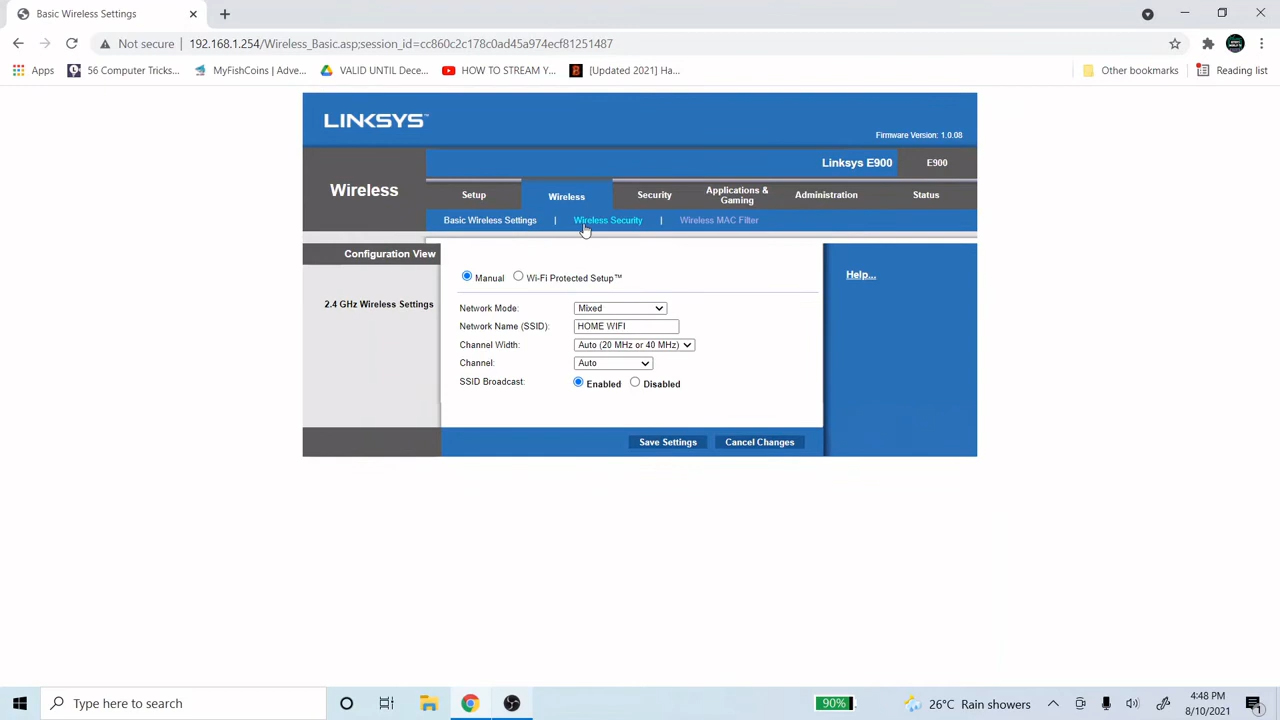 Basic Wireless Settings
Not secure 192.168.1.254/Wireless_Basic.asp;session_id=cc860c2c178c0ad45a974ecf81251487
Apps 56 Computer Tricks... MyFishCoins | Adve... VALID UNTIL Dece... HOW TO STREAM Y... [Updated 2021] Ha... Other bookmarks Reading list
LINKSYS™
Firmware Version: 1.0.08
Linksys E900 E900
Wireless
Setup Wireless Security Applications & Gaming Administration Status
Basic Wireless Settings | Wireless Security | Wireless MAC Filter
Configuration View
Help...
Manual Wi-Fi Protected Setup™
2.4 GHz Wireless Settings
Network Mode: Mixed
Network Name (SSID): HOME WIFI
Channel Width: Auto (20 MHz or 40 MHz)
Channel: Auto
SSID Broadcast: Enabled Disabled
Save Settings Cancel Changes
Type here to search
90%
26°C Rain showers
4:48 PM
8/10/2021
1